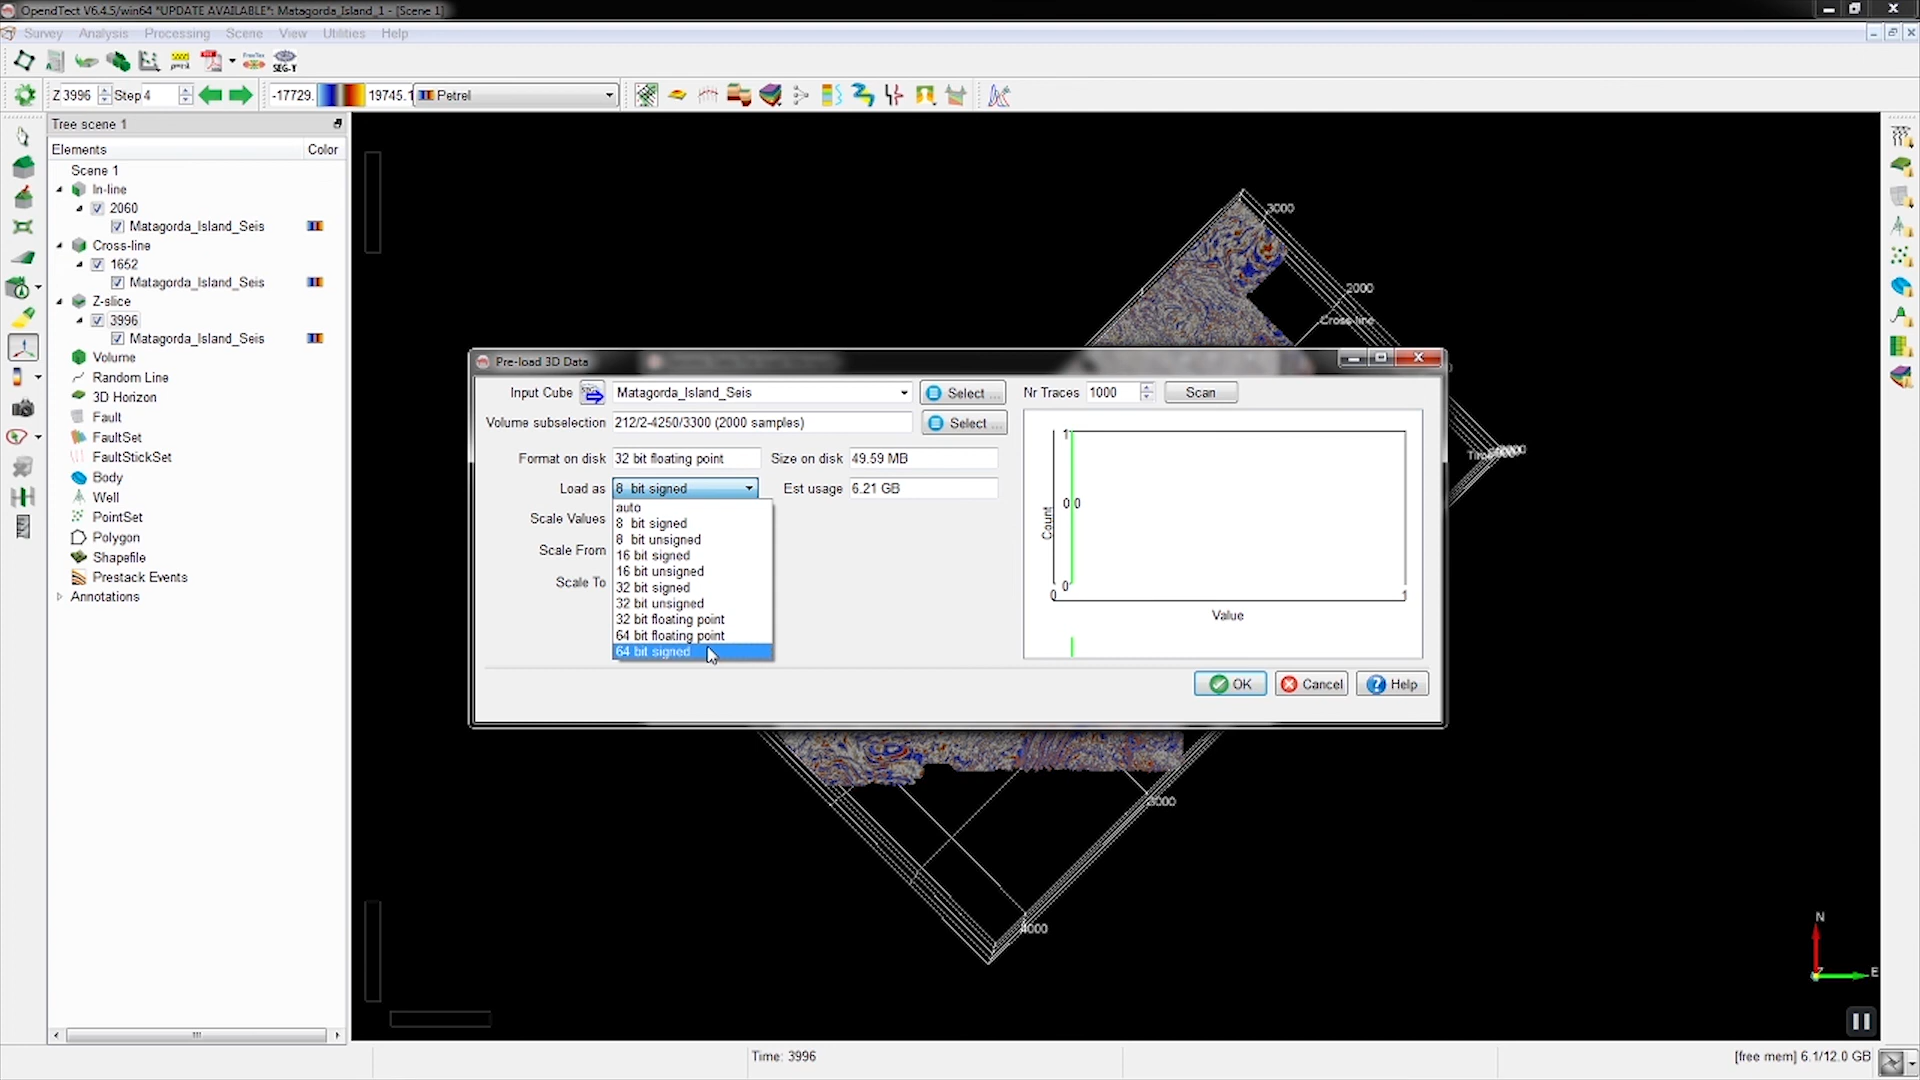 OpendTect V6.4.5/win64 *UPDATE AVAILABLE*: Matagorda_Island_1 - [Scene 1]
Survey Analysis Processing Scene View Utilities Help
SEG-Y
Z 3996 Step 4 -17729. 19745.1 Petrel
Tree scene 1
Elements Color
Scene 1
In-line
2060
Matagorda_Island_Seis
Cross-line
1652
Matagorda_Island_Seis
Z-slice
3996
Matagorda_Island_Seis
Volume
Random Line
3D Horizon
Fault
FaultSet
FaultStickSet
Body
Well
PointSet
Polygon
Shapefile
Prestack Events
Annotations
3000
2000
Cross-line
Pre-load 3D Data
Input Cube Matagorda_Island_Seis Select ... Nr Traces 1000 Scan
Volume subselection 212/2-4250/3300 (2000 samples) Select ...
Format on disk 32 bit floating point Size on disk 49.59 MB
Load as 8 bit signed Est usage 6.21 GB
Scale Values
Scale From
Scale To
auto
8 bit signed
8 bit unsigned
16 bit signed
16 bit unsigned
32 bit signed
32 bit unsigned
32 bit floating point
64 bit floating point
64 bit signed
1
Count
0 0
0
0 1
Value
OK Cancel Help
3000
4000
N
Z E
Time: 3996 [free mem] 6.1/12.0 GB